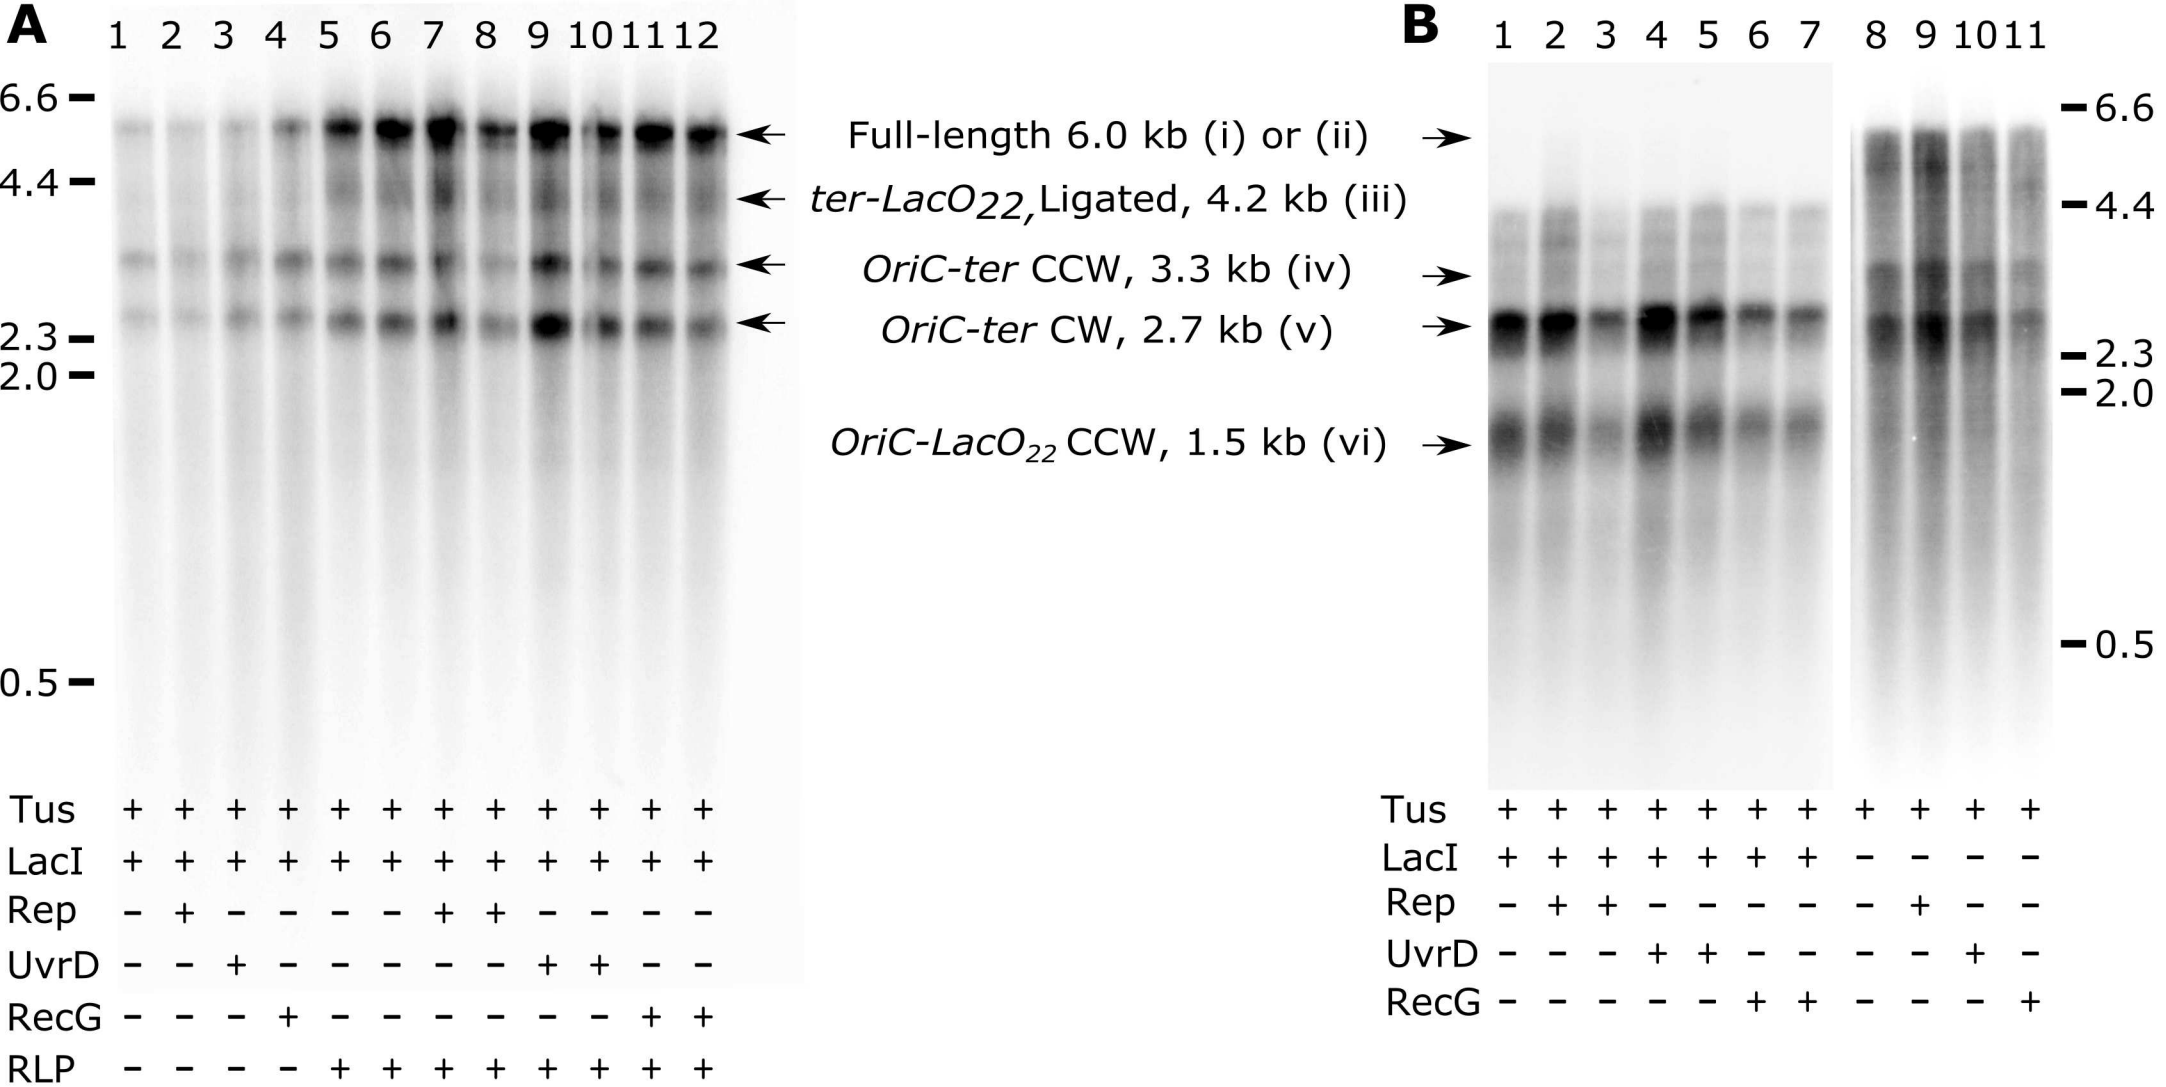 A
1 2 3 4 5 6 7 8 9 10 11 12
6.6
4.4
2.3
2.0
0.5
Tus + + + + + + + + + + + +
LacI + + + + + + + + + + + +
Rep − + − − − − + + − − − −
UvrD − − + − − − − − + + − −
RecG − − − + − − − − − − + +
RLP − − − − + + + + + + + +
Full-length 6.0 kb (i) or (ii)
ter-LacO22, Ligated, 4.2 kb (iii)
OriC-ter CCW, 3.3 kb (iv)
OriC-ter CW, 2.7 kb (v)
OriC-LacO22 CCW, 1.5 kb (vi)
B
1 2 3 4 5 6 7 8 9 10 11
6.6
4.4
2.3
2.0
0.5
Tus + + + + + + + + + + +
LacI + + + + + + + − − − −
Rep − + + − − − − − + − −
UvrD − − − + + − − − − + −
RecG − − − − − + + − − − +